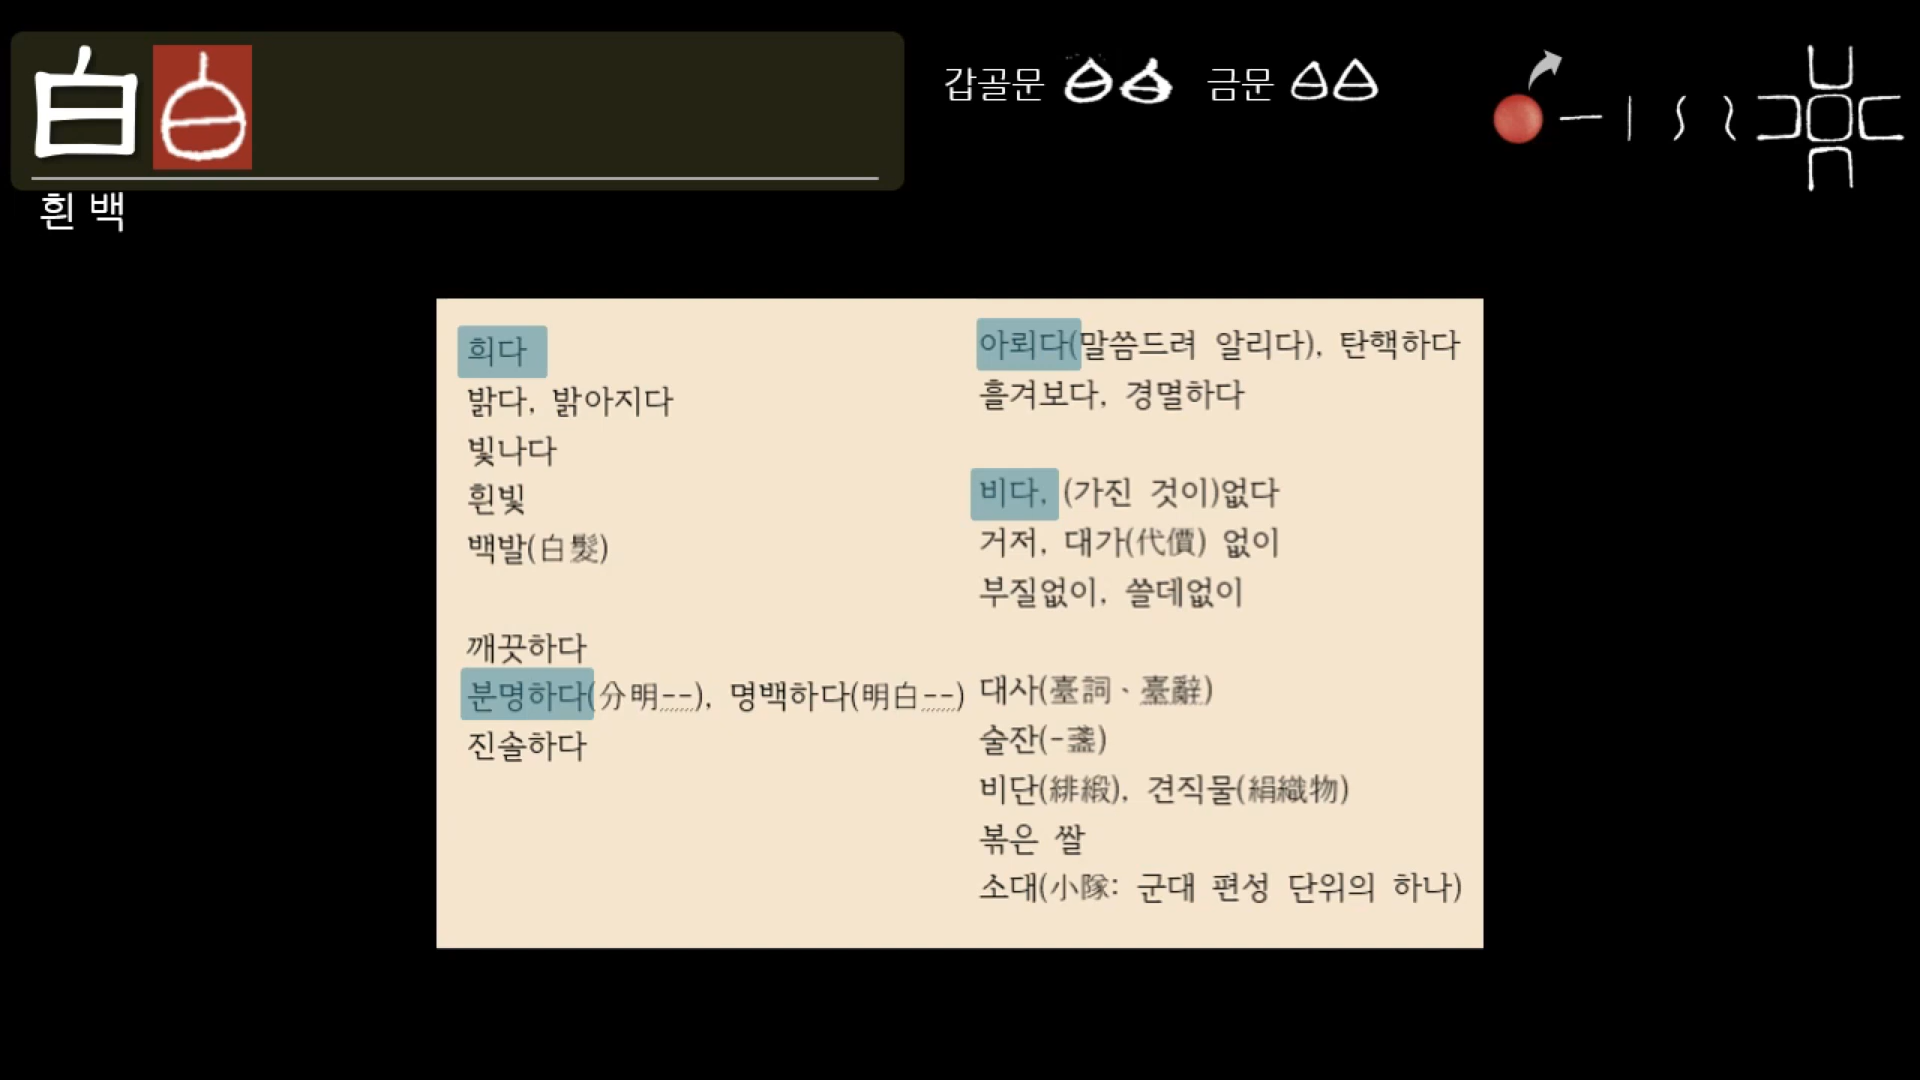 白
흰 백
갑골문 금문
희다
밝다, 밝아지다
빛나다
흰빛
백발(白髮)
깨끗하다
분명하다(分明--), 명백하다(明白--)
진솔하다
아뢰다(말씀드려 알리다), 탄핵하다
흘겨보다, 경멸하다
비다, (가진 것이)없다
거저, 대가(代價) 없이
부질없이, 쓸데없이
대사(臺詞、臺辭)
술잔(-盞)
비단(緋緞), 견직물(絹織物)
볶은 쌀
소대(小隊: 군대 편성 단위의 하나)